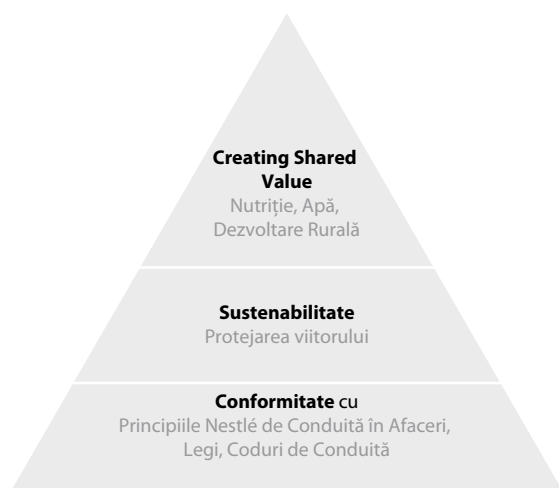 Creating Shared
Value
Nutriție, Apă,
Dezvoltare Rurală
Sustenabilitate
Protejarea viitorului
Conformitate cu
Principiile Nestlé de Conduită în Afaceri,
Legi, Coduri de Conduită